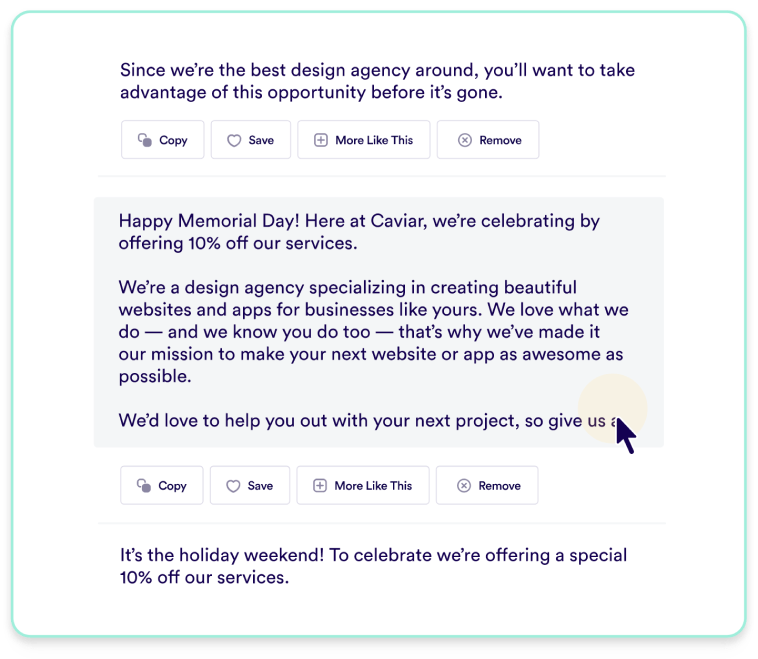 Since we’re the best design agency around, you’ll want to take
advantage of this opportunity before it’s gone.
Copy Save More Like This Remove
Happy Memorial Day! Here at Caviar, we’re celebrating by
offering 10% off our services.
We’re a design agency specializing in creating beautiful
websites and apps for businesses like yours. We love what we
do — and we know you do too — that’s why we’ve made it
our mission to make your next website or app as awesome as
possible.
We’d love to help you out with your next project, so give us a
Copy Save More Like This Remove
It’s the holiday weekend! To celebrate we’re offering a special
10% off our services.